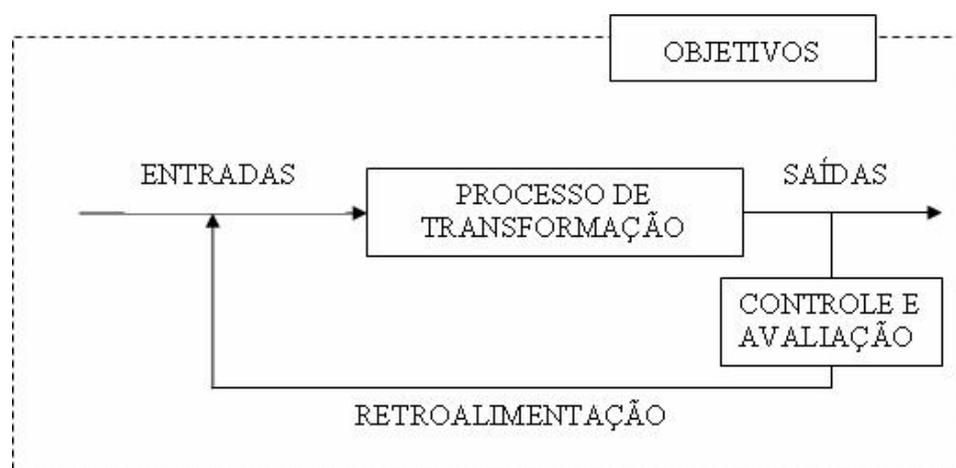 OBJETIVOS
ENTRADAS
PROCESSO DE
TRANSFORMAÇÃO
SAÍDAS
CONTROLE E
AVALIAÇÃO
RETROALIMENTAÇÃO